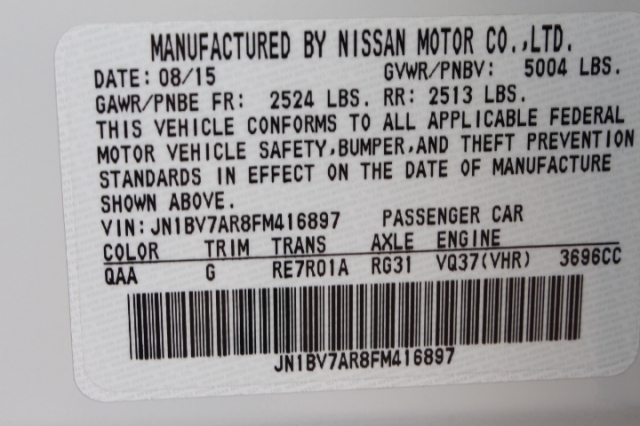 MANUFACTURED BY NISSAN MOTOR CO.,LTD.
DATE: 08/15 GVWR/PNBV: 5004 LBS.
GAWR/PNBE FR: 2524 LBS. RR: 2513 LBS.
THIS VEHICLE CONFORMS TO ALL APPLICABLE FEDERAL
MOTOR VEHICLE SAFETY,BUMPER,AND THEFT PREVENTION
STANDARDS IN EFFECT ON THE DATE OF MANUFACTURE
SHOWN ABOVE.
VIN: JN1BV7AR8FM416897 PASSENGER CAR
COLOR TRIM TRANS AXLE ENGINE
QAA G RE7R01A RG31 VQ37(VHR) 3696CC
JN1BV7AR8FM416897